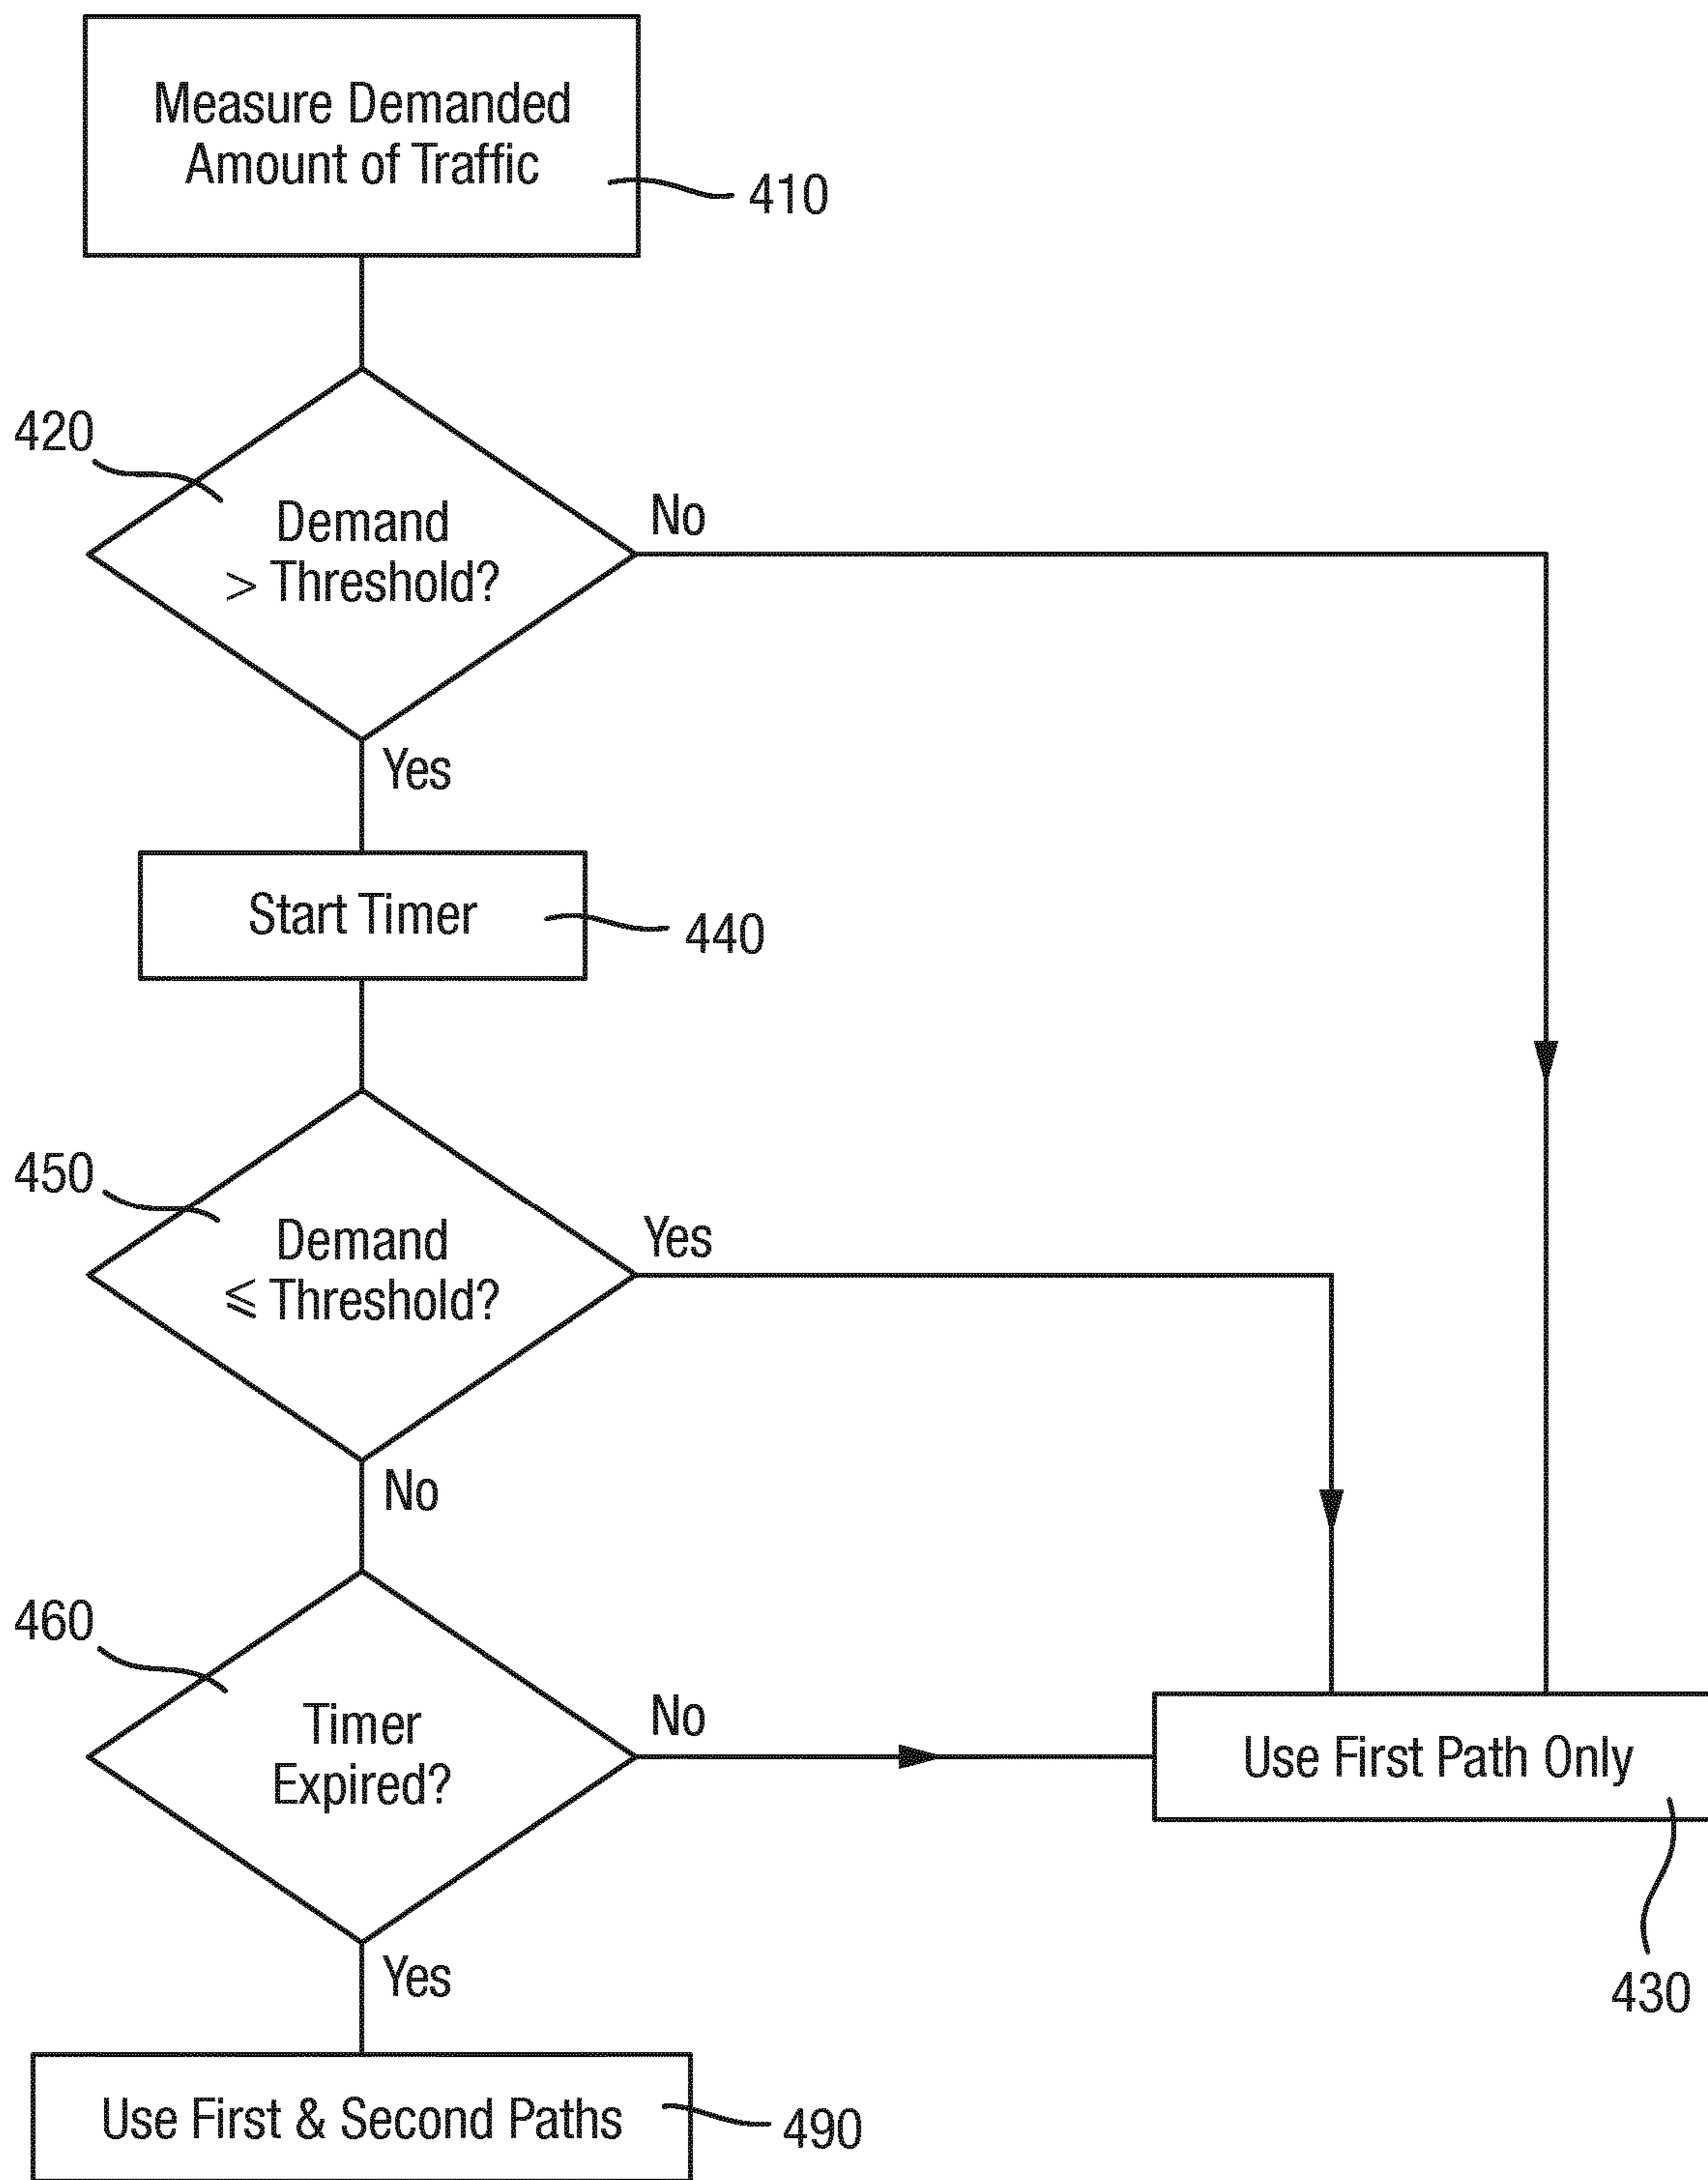 Measure Demanded
Amount of Traffic
410
420
Demand
> Threshold?
No
Yes
Start Timer
440
450
Demand
⩽ Threshold?
Yes
No
460
Timer
Expired?
No
Use First Path Only
430
Yes
Use First & Second Paths
490